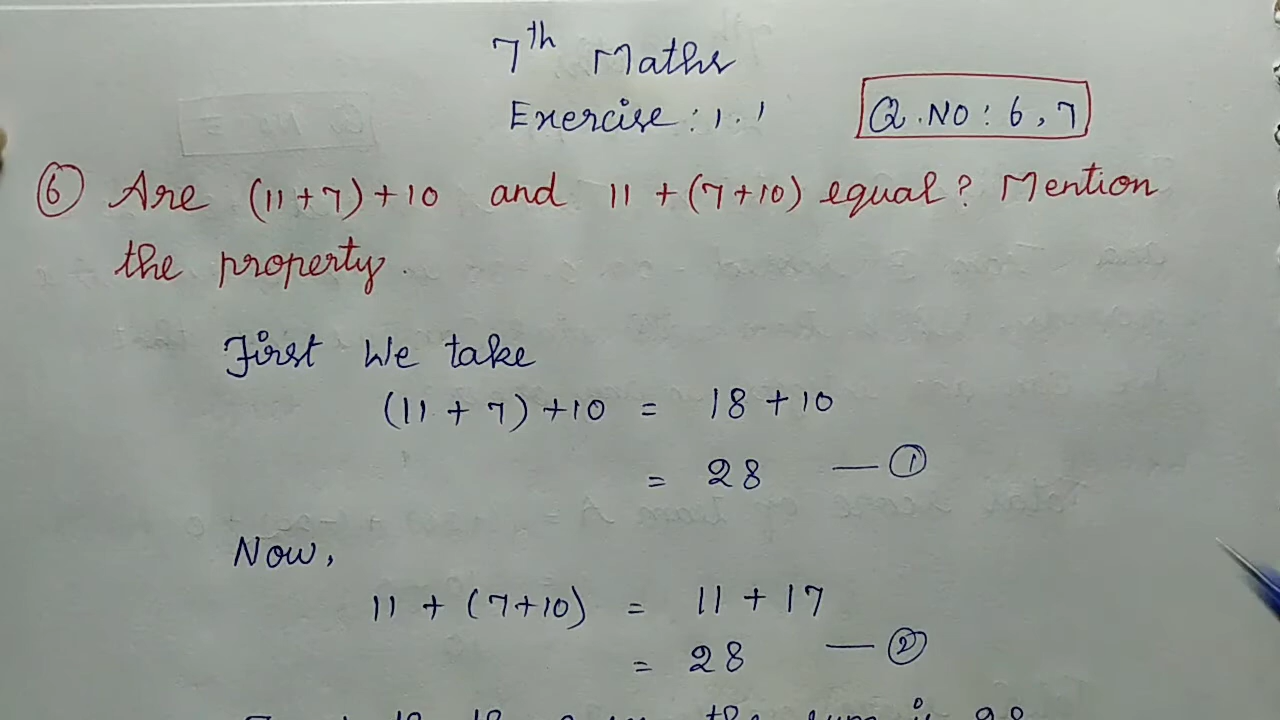 7th Maths
Exercise : 1.1
Q.NO : 6, 7
6 Are (11+7)+10 and 11 + (7+10) equal? Mention
the property.
First We take
(11 + 7) +10 = 18 +10
= 28 — 1
Now,
11 + (7+10) = 11 + 17
= 28 — 2